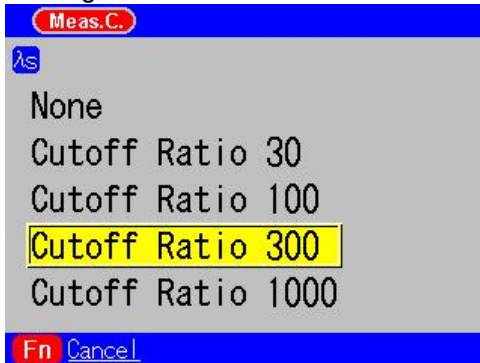 Meas.C.
λs
None
Cutoff Ratio 30
Cutoff Ratio 100
Cutoff Ratio 300
Cutoff Ratio 1000
Fn Cancel